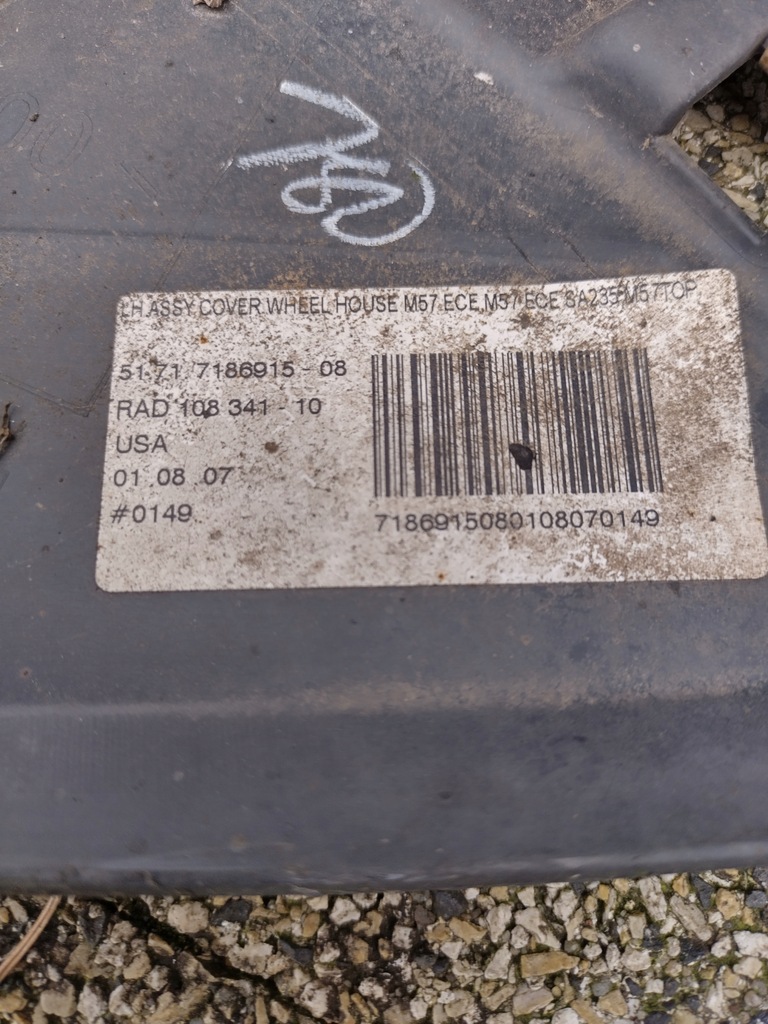 LH ASSY COVER WHEEL HOUSE M57 ECE M57 ECE SA235 M57TOP
51 71 7186915 - 08
RAD 108 341 - 10
USA
01 08 07
#0149
7186915080108070149